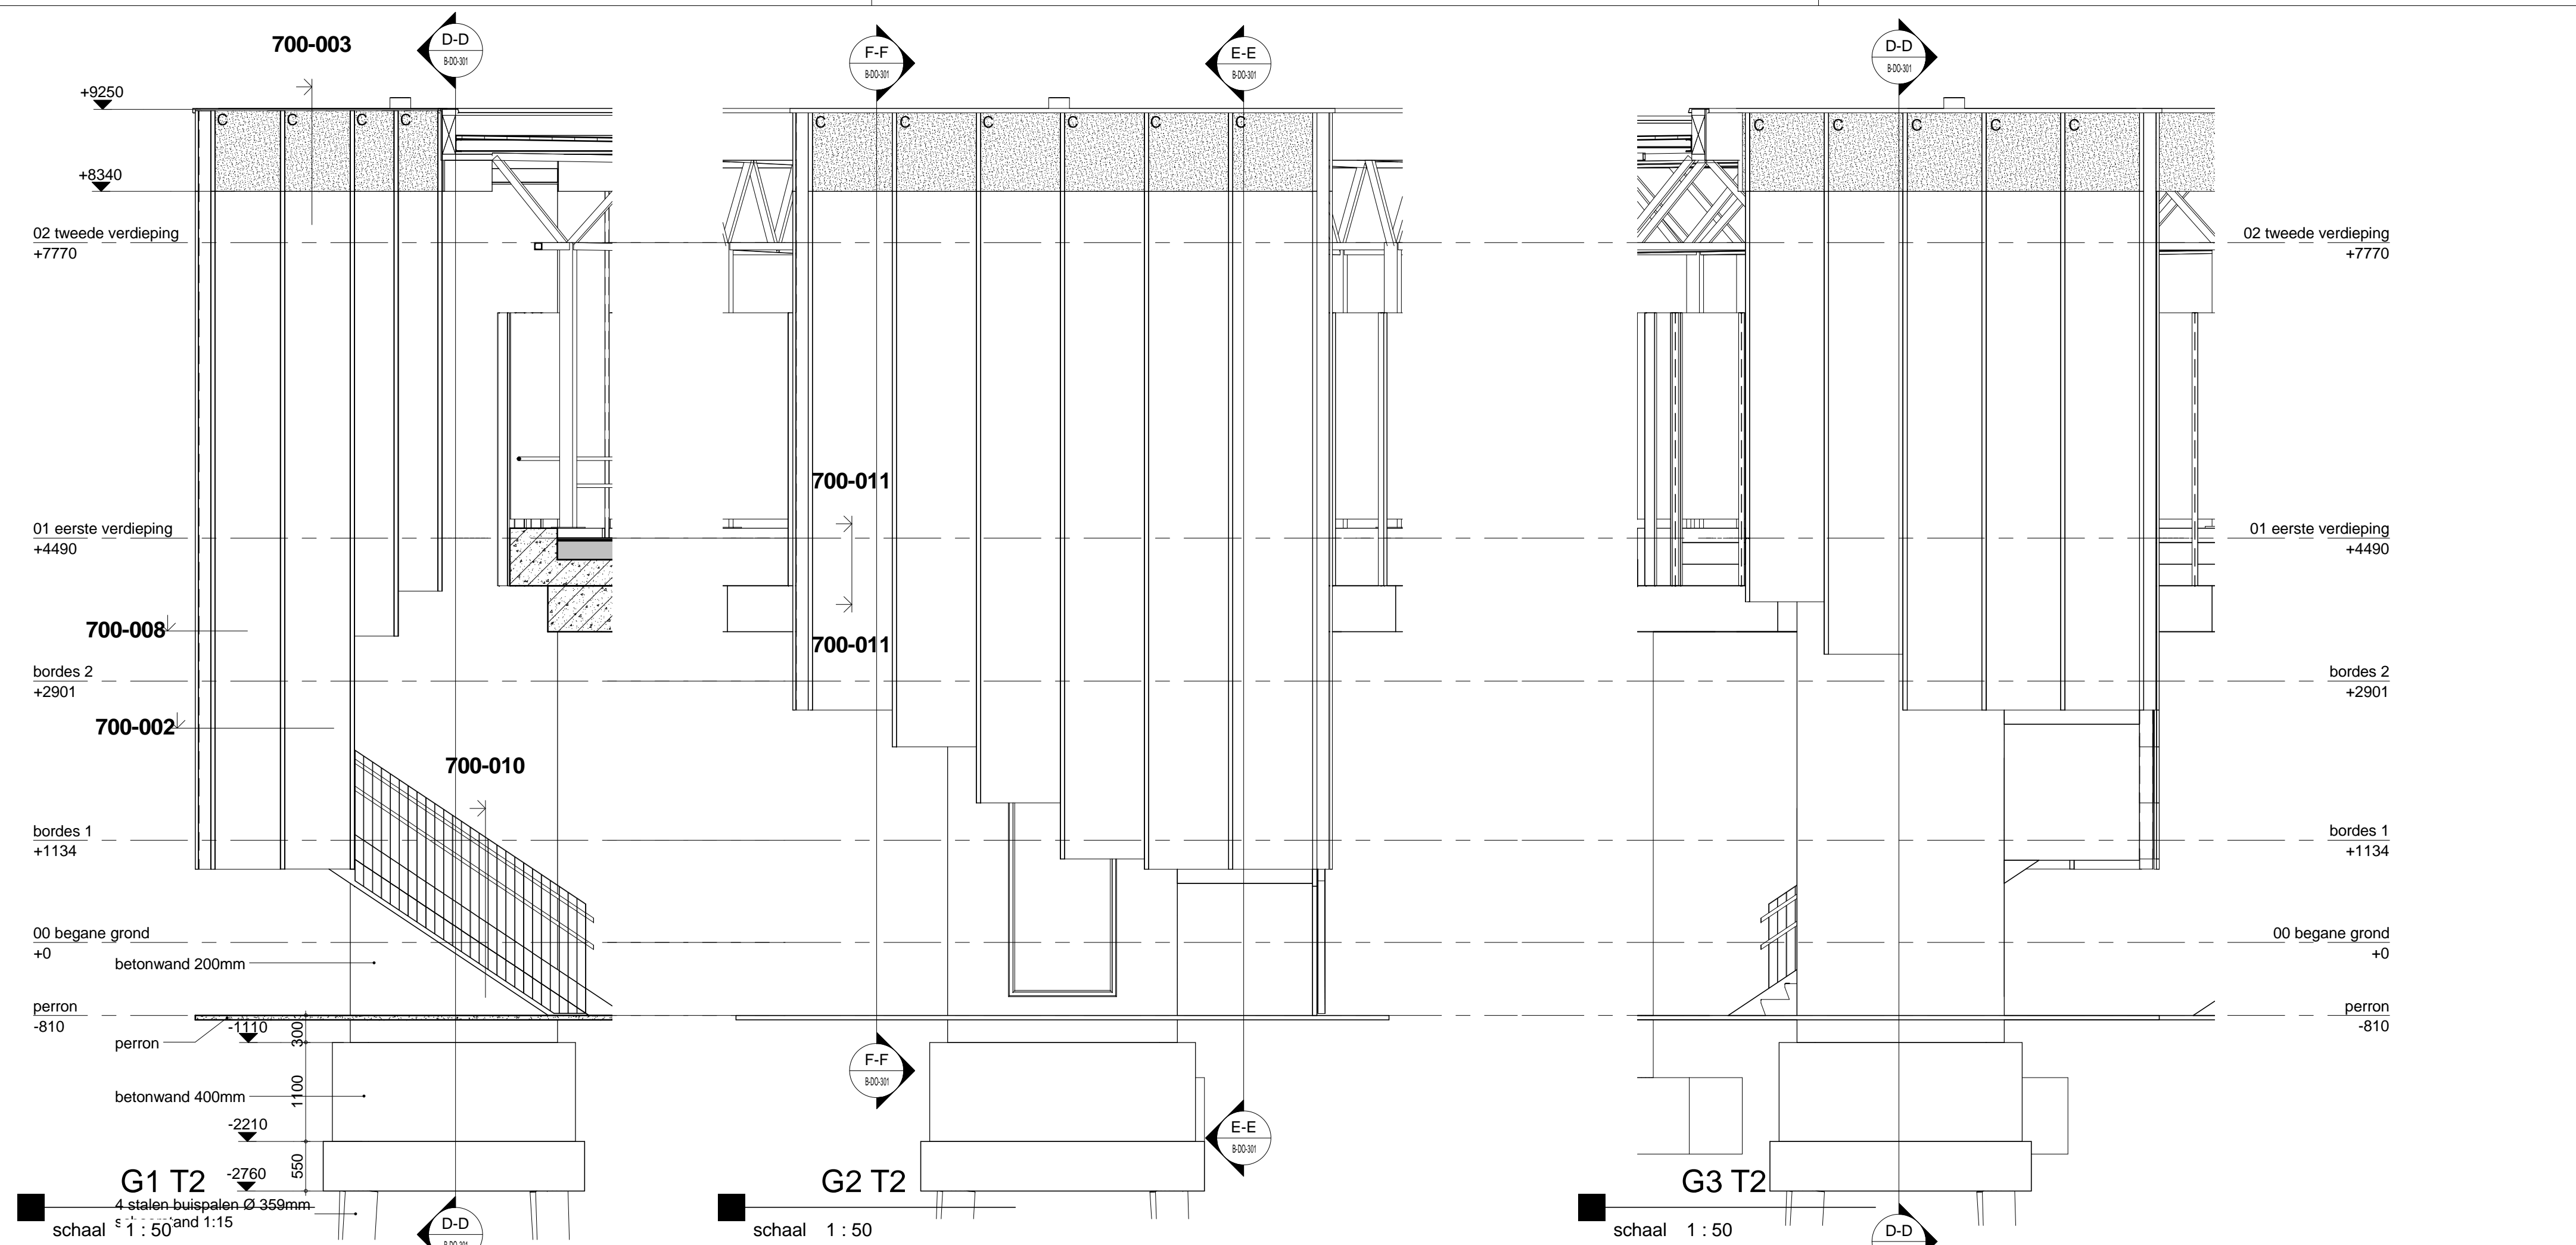 700-003
D-D
B-DO-301
F-F
B-DO-301
E-E
B-DO-301
D-D
B-DO-301
+9250
C C C C
C C C C C C
C C C C C
+8340
02 tweede verdieping
+7770
02 tweede verdieping
+7770
700-011
01 eerste verdieping
+4490
01 eerste verdieping
+4490
700-008
700-011
bordes 2
+2901
bordes 2
+2901
700-002
700-010
bordes 1
+1134
bordes 1
+1134
00 begane grond
+0
00 begane grond
+0
betonwand 200mm
perron
-810
perron
-810
-1110
300
perron
F-F
B-DO-301
betonwand 400mm
1100
-2210
E-E
B-DO-301
550
-2760
G1 T2
G2 T2
G3 T2
4 stalen buispalen Ø 359mm
1:15
schaal 1 : 50
schaal 1 : 50
schaal 1 : 50
D-D
B-DO-301
D-D